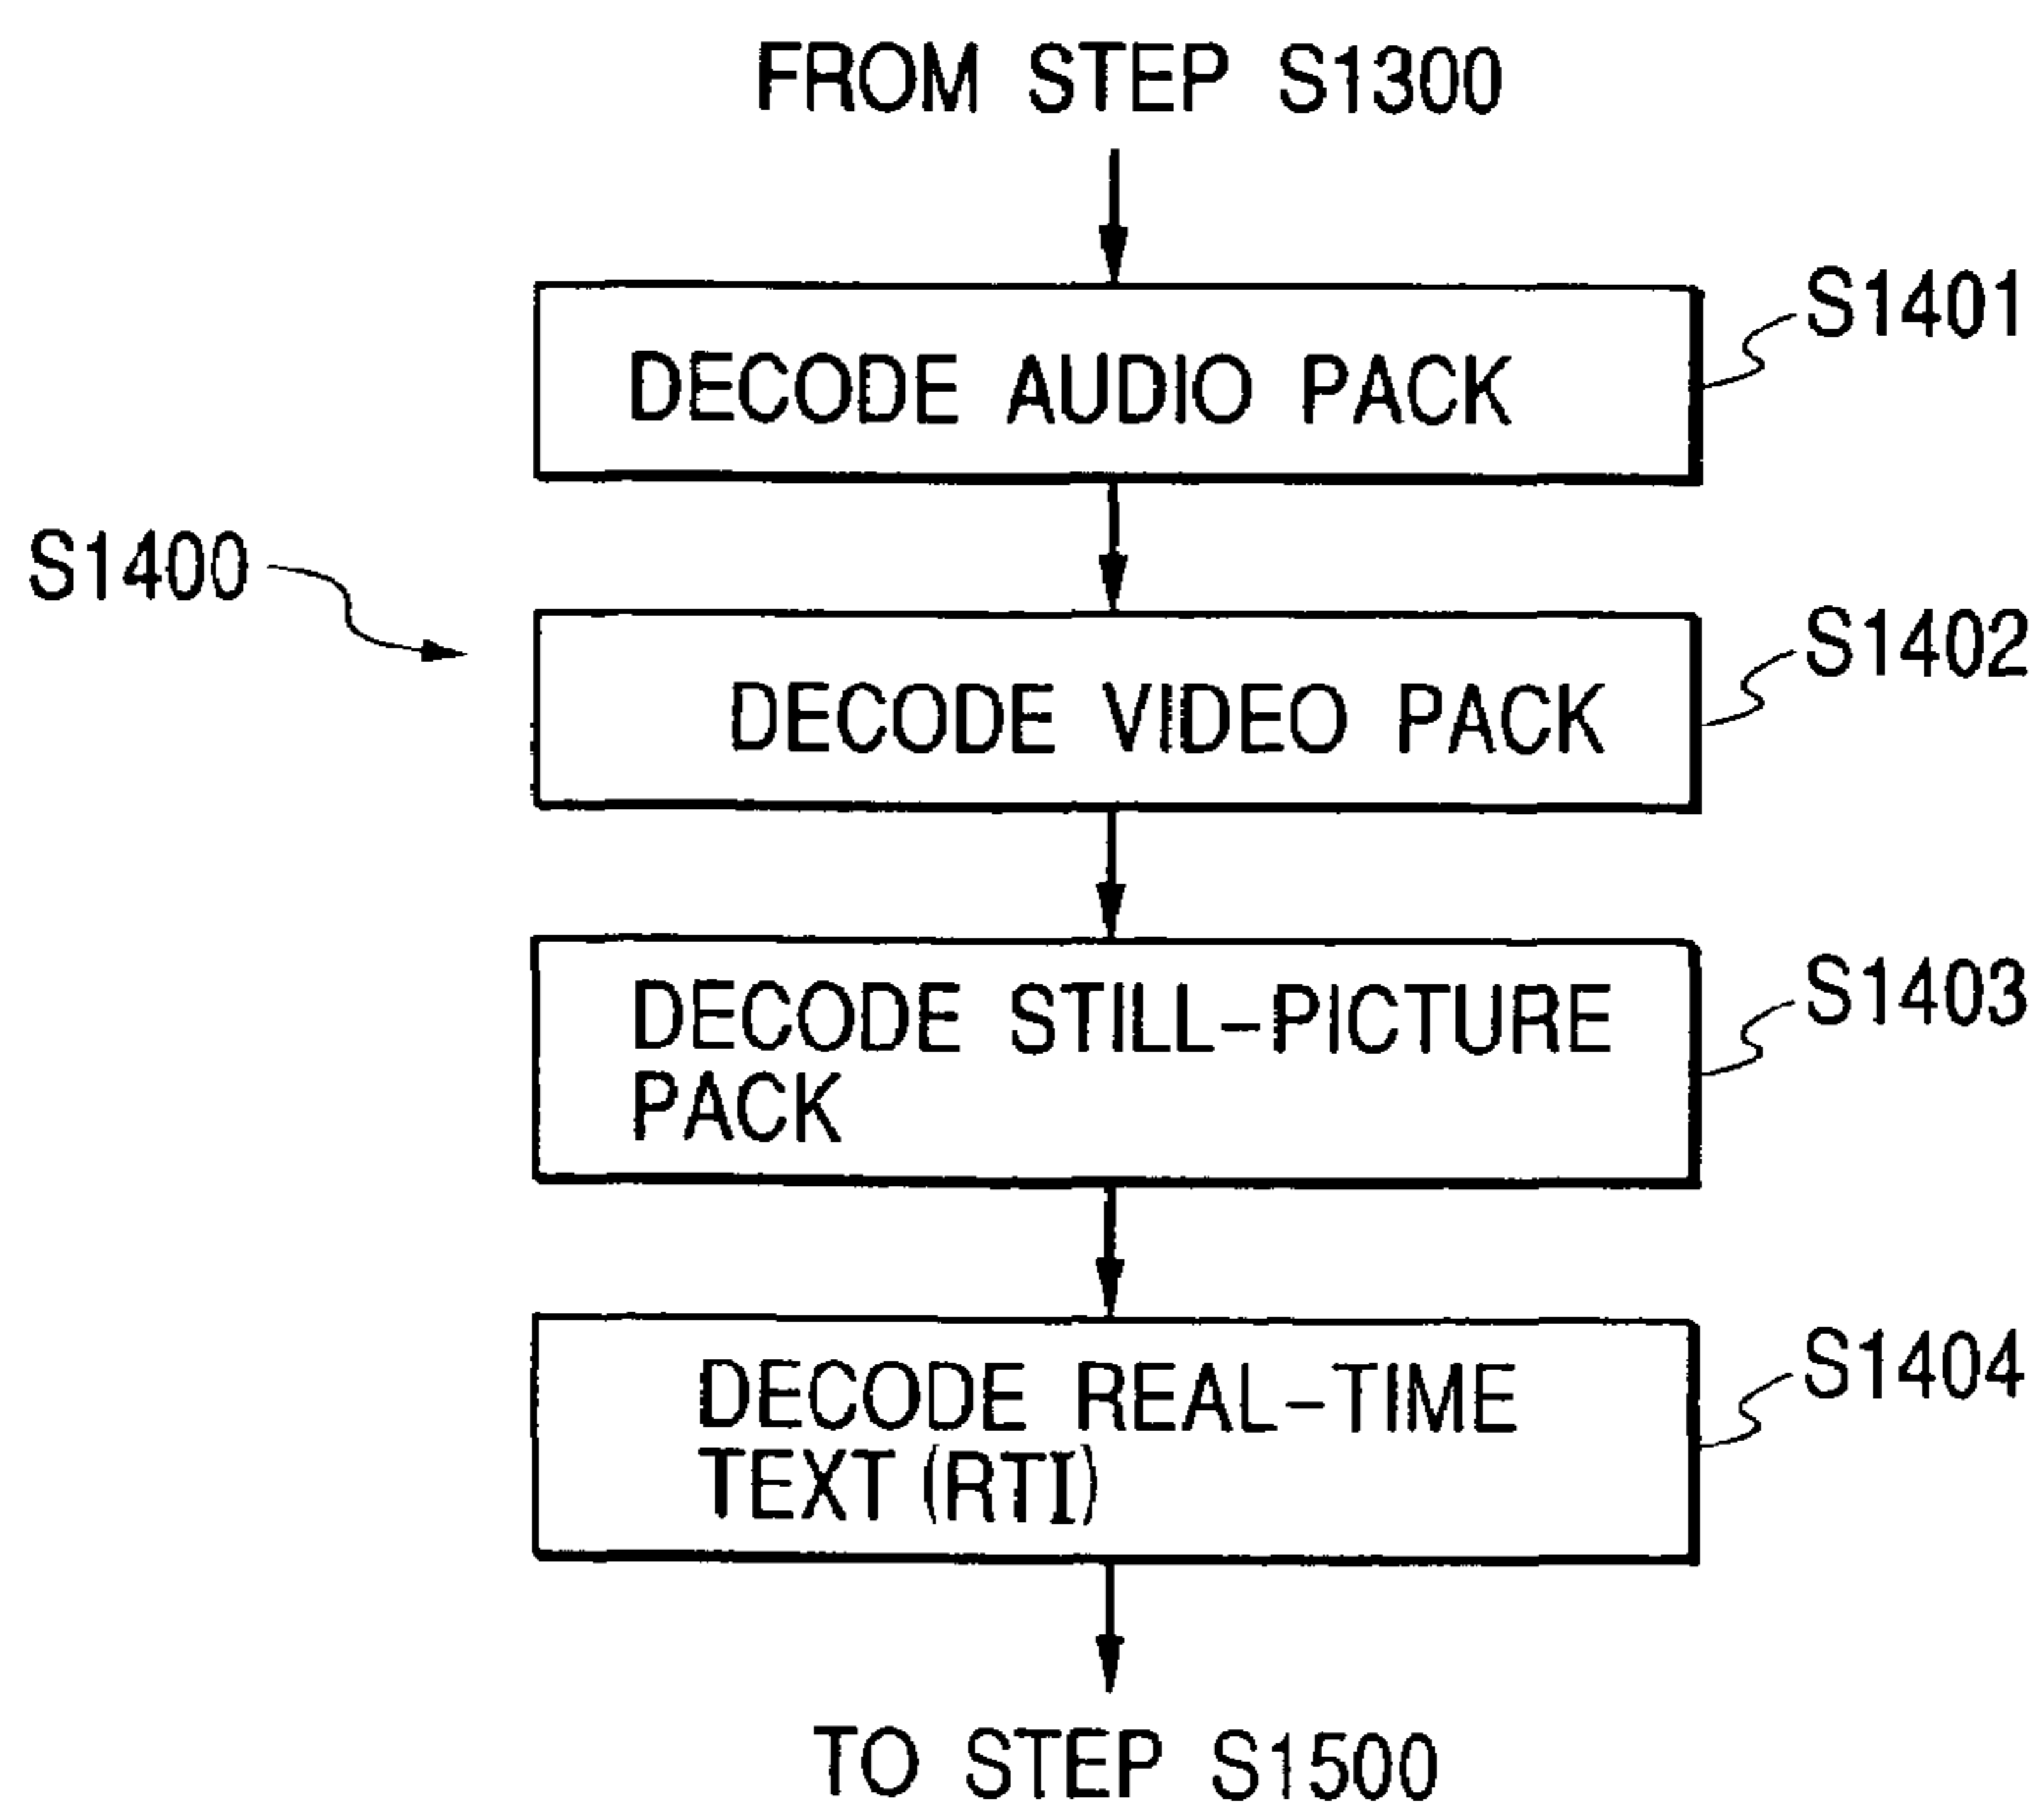 FROM STEP S1300
DECODE AUDIO PACK
S1401
S1400
DECODE VIDEO PACK
S1402
DECODE STILL-PICTURE
PACK
S1403
DECODE REAL-TIME
TEXT (RTI)
S1404
TO STEP S1500